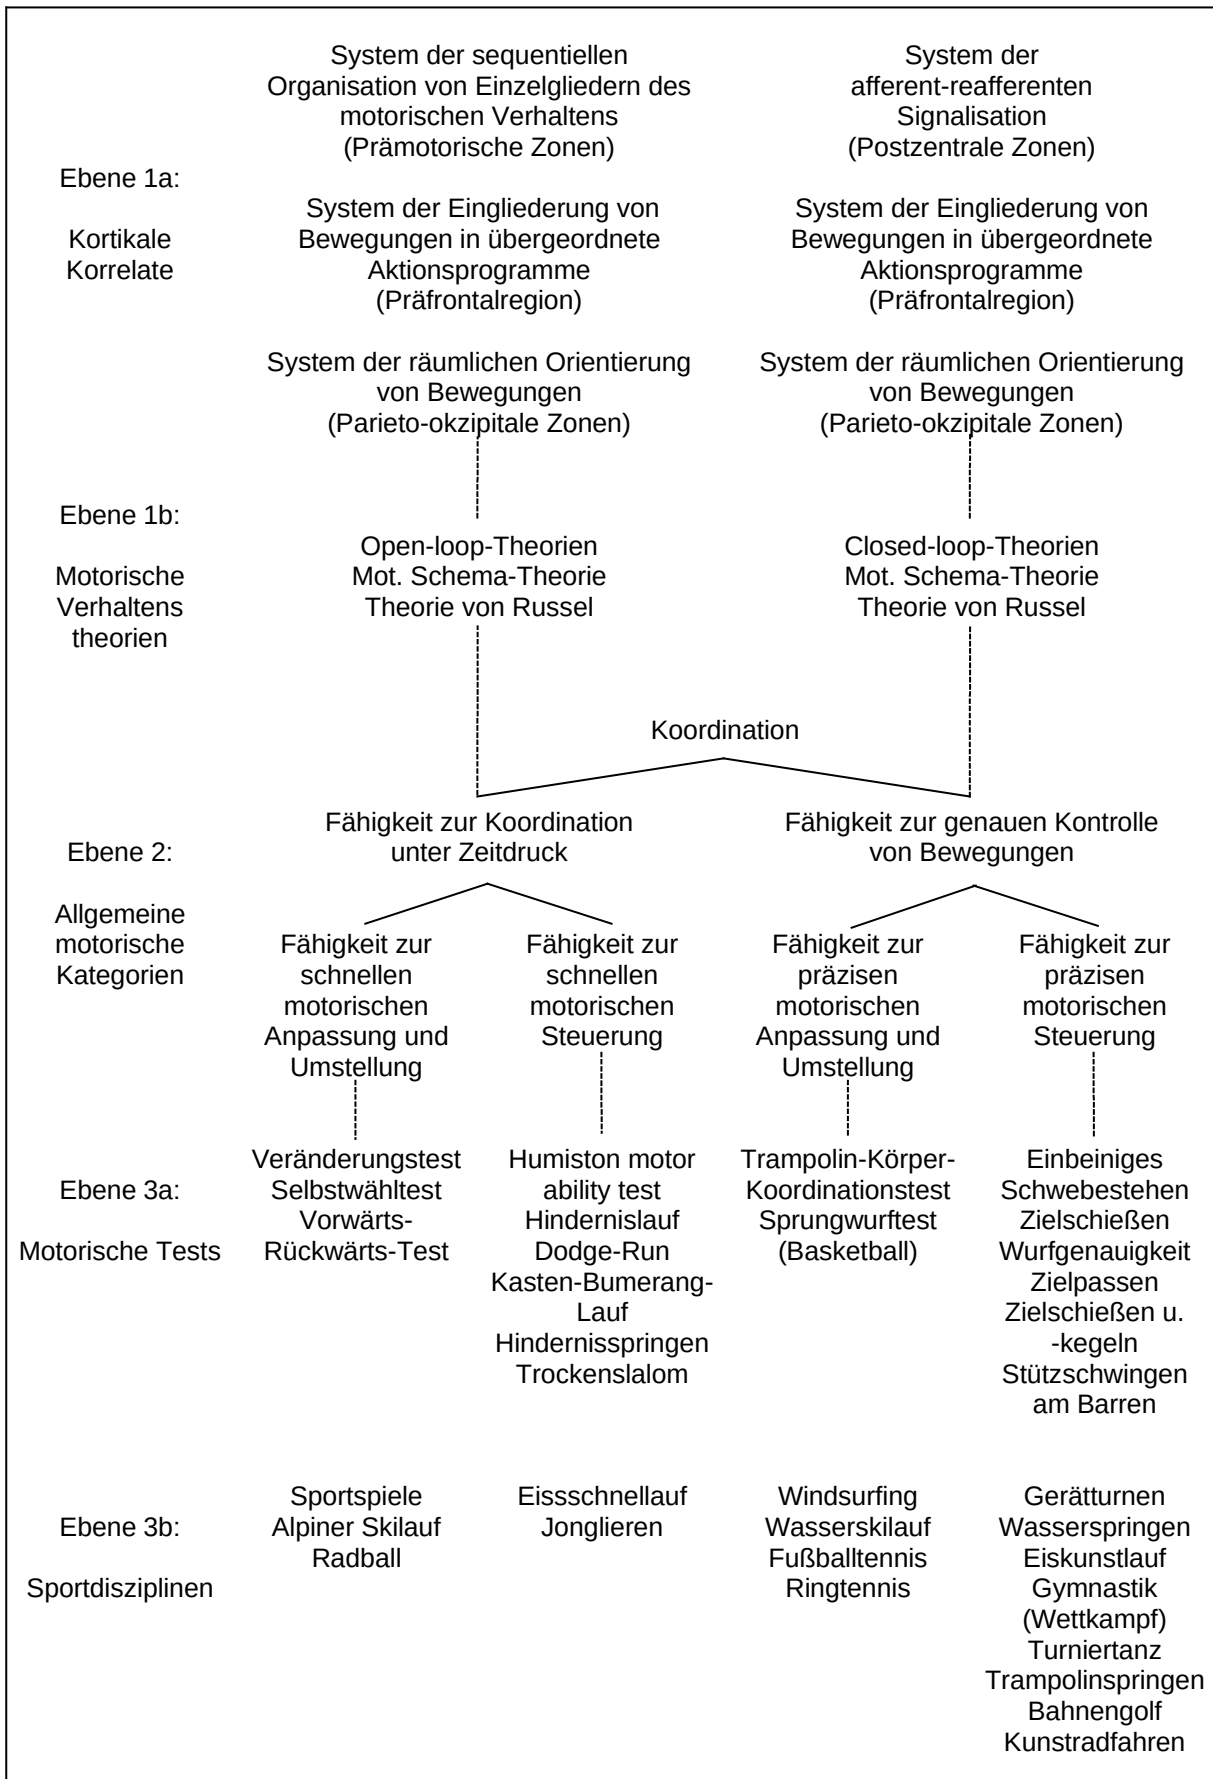 System der sequentiellen
Organisation von Einzelgliedern des
motorischen Verhaltens
(Prämotorische Zonen)
System der
afferent-reafferenten
Signalisation
(Postzentrale Zonen)
Ebene 1a:
Kortikale
Korrelate
System der Eingliederung von
Bewegungen in übergeordnete
Aktionsprogramme
(Präfrontalregion)
System der Eingliederung von
Bewegungen in übergeordnete
Aktionsprogramme
(Präfrontalregion)
System der räumlichen Orientierung
von Bewegungen
(Parieto-okzipitale Zonen)
System der räumlichen Orientierung
von Bewegungen
(Parieto-okzipitale Zonen)
Ebene 1b:
Motorische
Verhaltens
theorien
Open-loop-Theorien
Mot. Schema-Theorie
Theorie von Russel
Closed-loop-Theorien
Mot. Schema-Theorie
Theorie von Russel
Koordination
Ebene 2:
Allgemeine
motorische
Kategorien
Fähigkeit zur Koordination
unter Zeitdruck
Fähigkeit zur genauen Kontrolle
von Bewegungen
Fähigkeit zur
schnellen
motorischen
Anpassung und
Umstellung
Fähigkeit zur
schnellen
motorischen
Steuerung
Fähigkeit zur
präzisen
motorischen
Anpassung und
Umstellung
Fähigkeit zur
präzisen
motorischen
Steuerung
Ebene 3a:
Motorische Tests
Veränderungstest
Selbstwähltest
Vorwärts-
Rückwärts-Test
Humiston motor
ability test
Hindernislauf
Dodge-Run
Kasten-Bumerang-
Lauf
Hindernisspringen
Trockenslalom
Trampolin-Körper-
Koordinationstest
Sprungwurftest
(Basketball)
Einbeiniges
Schwebestehen
Zielschießen
Wurfgenauigkeit
Zielpassen
Zielschießen u.
-kegeln
Stützschwingen
am Barren
Ebene 3b:
Sportdisziplinen
Sportspiele
Alpiner Skilauf
Radball
Eissschnellauf
Jonglieren
Windsurfing
Wasserskilauf
Fußballtennis
Ringtennis
Gerätturnen
Wasserspringen
Eiskunstlauf
Gymnastik
(Wettkampf)
Turniertanz
Trampolinspringen
Bahnengolf
Kunstradfahren